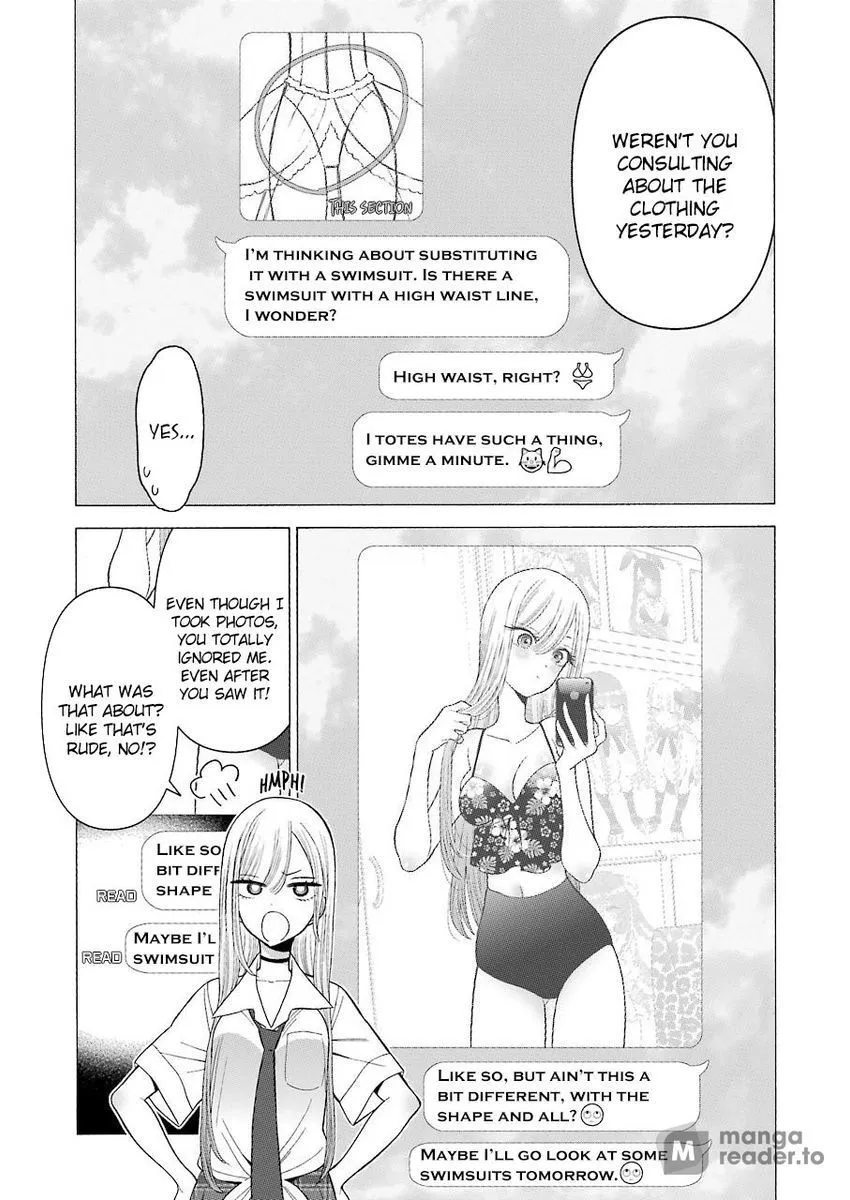 WEREN'T YOU
CONSULTING
ABOUT THE
CLOTHING
YESTERDAY?
THIS SECTION
I'M THINKING ABOUT SUBSTITUTING
IT WITH A SWIMSUIT. IS THERE A
SWIMSUIT WITH A HIGH WAIST LINE,
I WONDER?
HIGH WAIST, RIGHT? 👙
I TOTES HAVE SUCH A THING,
GIMME A MINUTE. 😺💪
YES...
EVEN THOUGH I
TOOK PHOTOS,
YOU TOTALLY
IGNORED ME.
EVEN AFTER
YOU SAW IT!
WHAT WAS
THAT ABOUT?
LIKE THAT'S
RUDE, NO!?
HMPH!
LIKE SO
BIT DIFF
SHAPE
READ
MAYBE I'L
SWIMSUIT
READ
LIKE SO, BUT AIN'T THIS A
BIT DIFFERENT, WITH THE
SHAPE AND ALL? 🙄
MAYBE I'LL GO LOOK AT SOME
SWIMSUITS TOMORROW. 🙄
M manga
reader.to